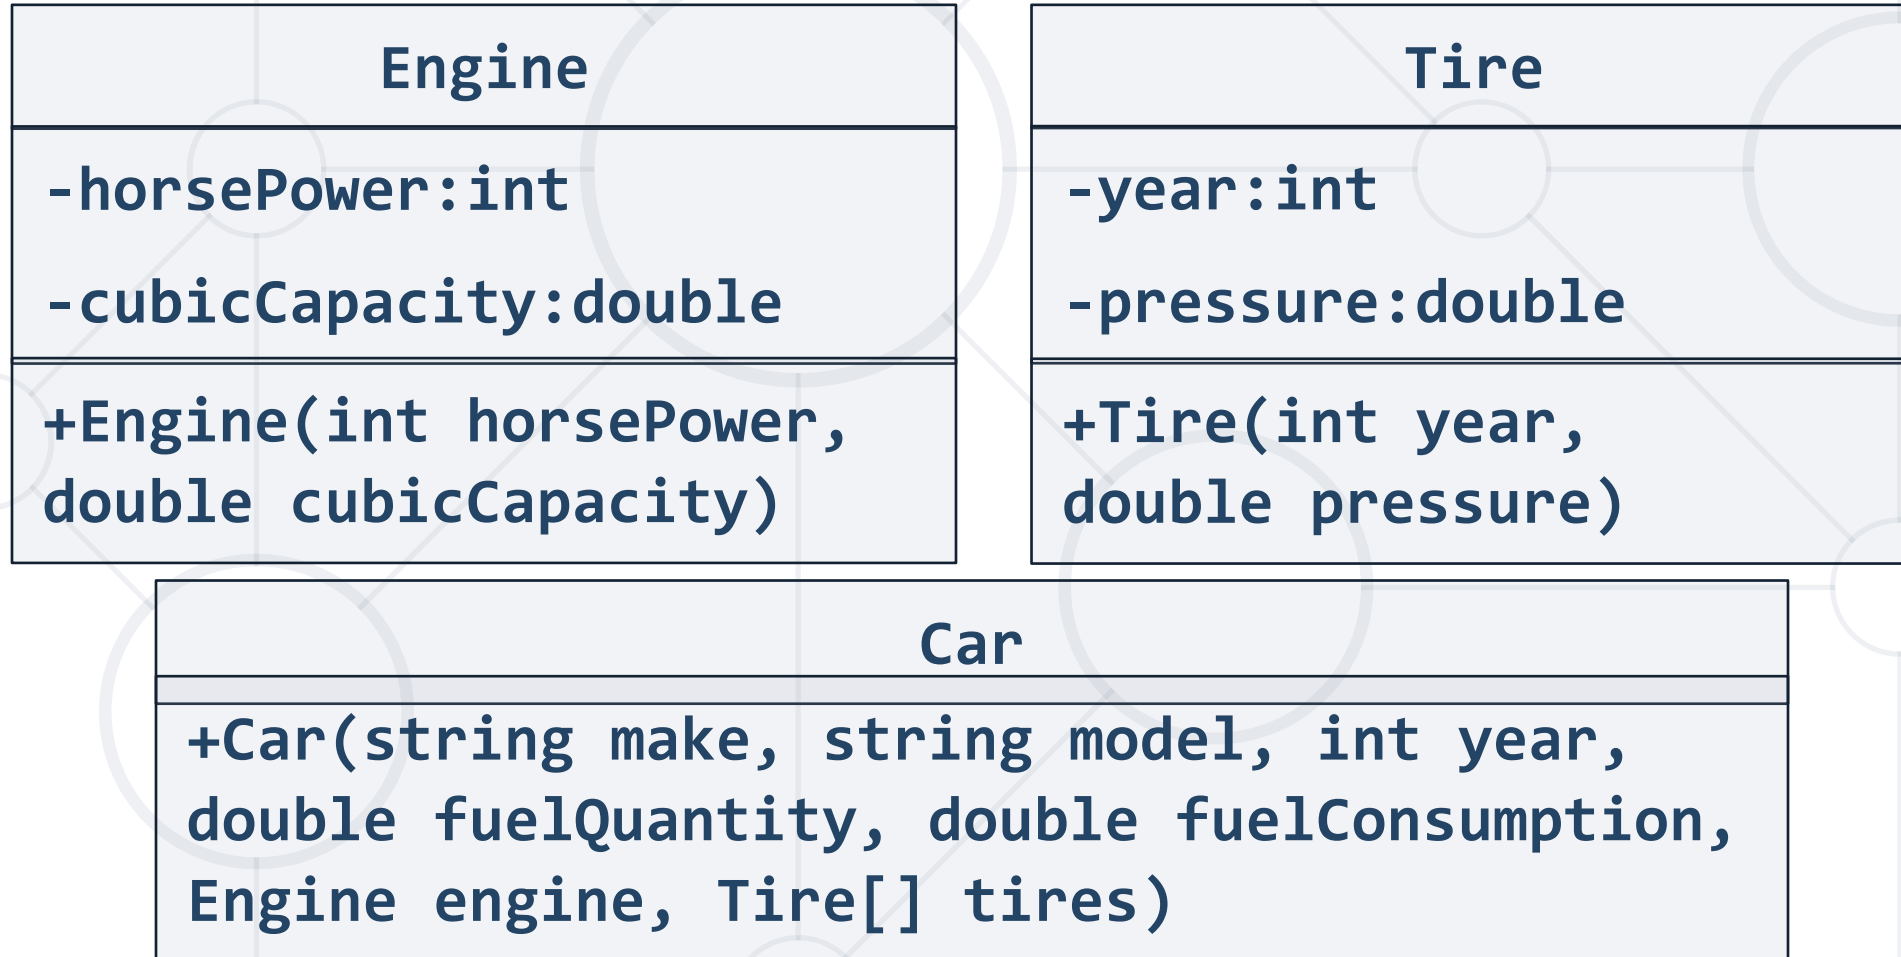 Engine
-horsePower:int
-cubicCapacity:double
+Engine(int horsePower,
double cubicCapacity)
Tire
-year:int
-pressure:double
+Tire(int year,
double pressure)
Car
+Car(string make, string model, int year,
double fuelQuantity, double fuelConsumption,
Engine engine, Tire[] tires)